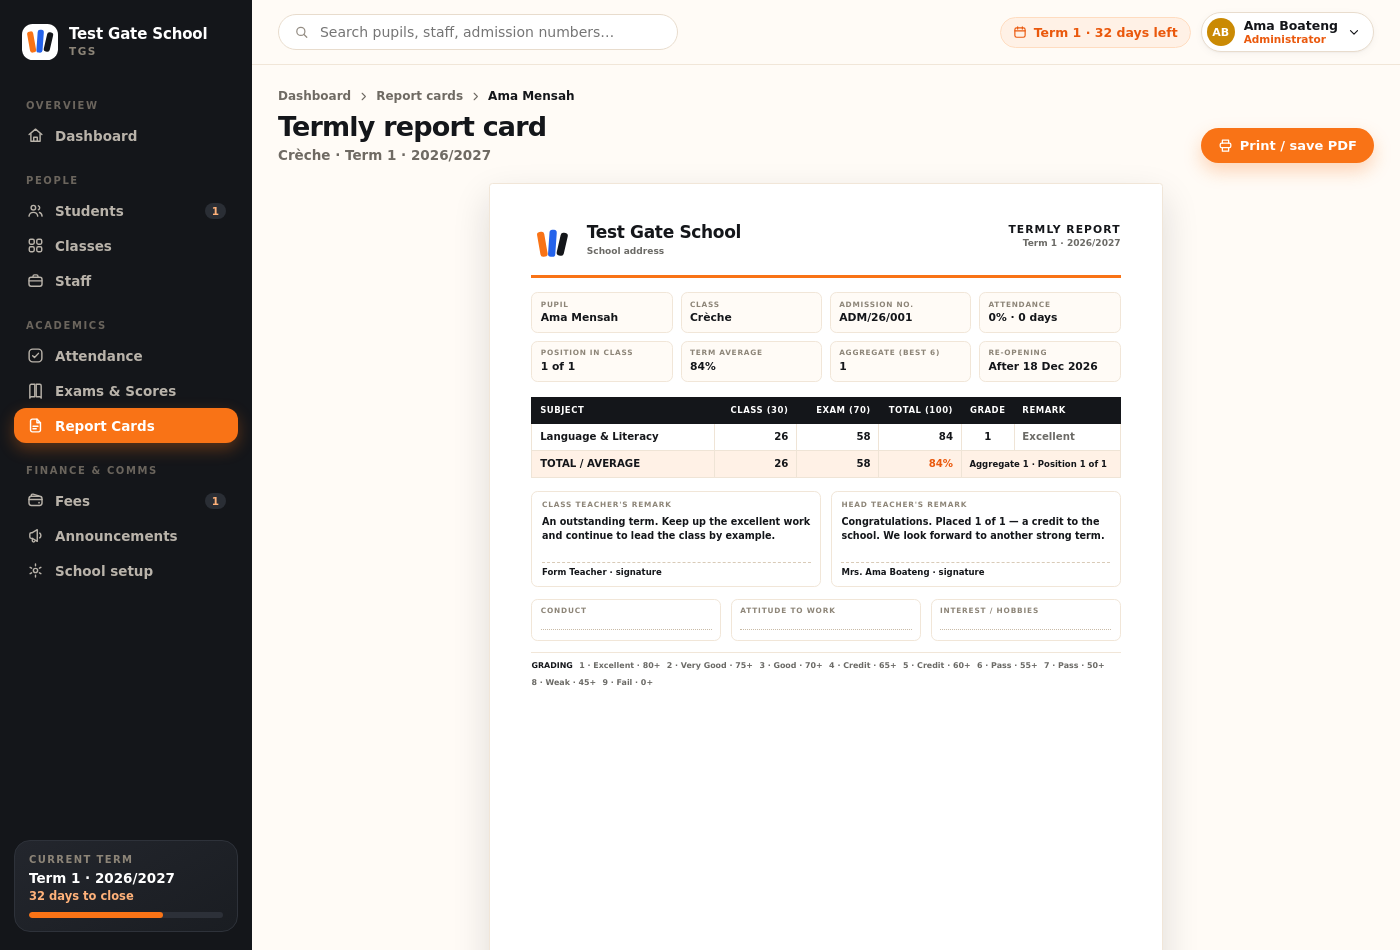 Test Gate School
TGS
OVERVIEW
Dashboard
PEOPLE
Students 1
Classes
Staff
ACADEMICS
Attendance
Exams & Scores
Report Cards
FINANCE & COMMS
Fees 1
Announcements
School setup
CURRENT TERM
Term 1 · 2026/2027
32 days to close
Search pupils, staff, admission numbers...
Term 1 · 32 days left
AB
Ama Boateng
Administrator
Dashboard > Report cards > Ama Mensah
Termly report card
Crèche · Term 1 · 2026/2027
Print / save PDF
Test Gate School
School address
TERMLY REPORT
Term 1 · 2026/2027
PUPIL
Ama Mensah
CLASS
Crèche
ADMISSION NO.
ADM/26/001
ATTENDANCE
0% · 0 days
POSITION IN CLASS
1 of 1
TERM AVERAGE
84%
AGGREGATE (BEST 6)
1
RE-OPENING
After 18 Dec 2026
SUBJECT CLASS (30) EXAM (70) TOTAL (100) GRADE REMARK
Language & Literacy 26 58 84 1 Excellent
TOTAL / AVERAGE 26 58 84% Aggregate 1 · Position 1 of 1
CLASS TEACHER'S REMARK
An outstanding term. Keep up the excellent work
and continue to lead the class by example.
Form Teacher · signature
HEAD TEACHER'S REMARK
Congratulations. Placed 1 of 1 — a credit to the
school. We look forward to another strong term.
Mrs. Ama Boateng · signature
CONDUCT
ATTITUDE TO WORK
INTEREST / HOBBIES
GRADING 1 · Excellent · 80+ 2 · Very Good · 75+ 3 · Good · 70+ 4 · Credit · 65+ 5 · Credit · 60+ 6 · Pass · 55+ 7 · Pass · 50+
8 · Weak · 45+ 9 · Fail · 0+